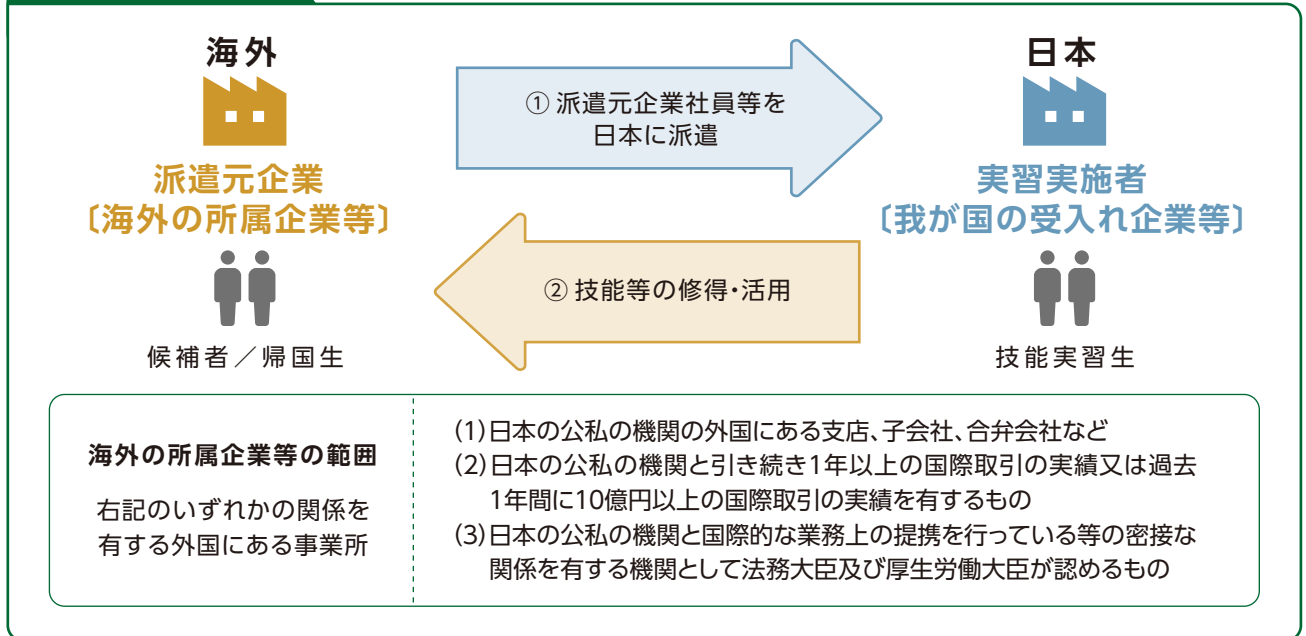 海外
日本
① 派遣元企業社員等を
日本に派遣
派遣元企業
〔海外の所属企業等〕
実習実施者
〔我が国の受入れ企業等〕
② 技能等の修得・活用
候補者／帰国生
技能実習生
海外の所属企業等の範囲
右記のいずれかの関係を
有する外国にある事業所
(1)日本の公私の機関の外国にある支店、子会社、合弁会社など
(2)日本の公私の機関と引き続き1年以上の国際取引の実績又は過去
1年間に10億円以上の国際取引の実績を有するもの
(3)日本の公私の機関と国際的な業務上の提携を行っている等の密接な
関係を有する機関として法務大臣及び厚生労働大臣が認めるもの